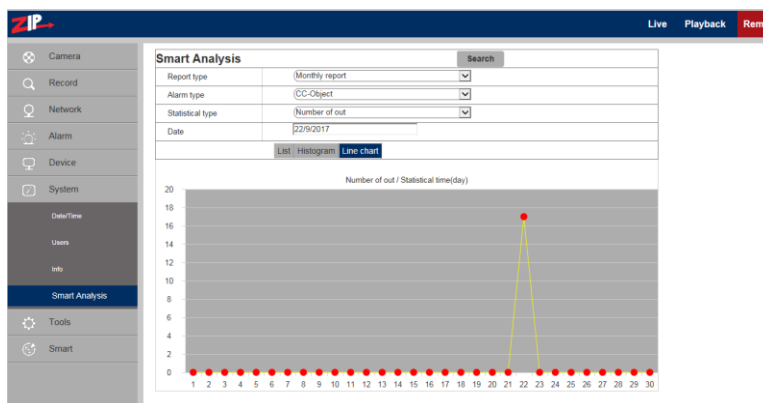 ZIP
Live Playback Rem
Camera
Record
Network
Alarm
Device
System
Date/Time
Users
Info
Smart Analysis
Tools
Smart
Smart Analysis Search
Report type Monthly report
Alarm type CC-Object
Statistical type Number of out
Date 22/9/2017
List Histogram Line chart
Number of out / Statistical time(day)
20
18
16
14
12
10
8
6
4
2
0
1 2 3 4 5 6 7 8 9 10 11 12 13 14 15 16 17 18 19 20 21 22 23 24 25 26 27 28 29 30